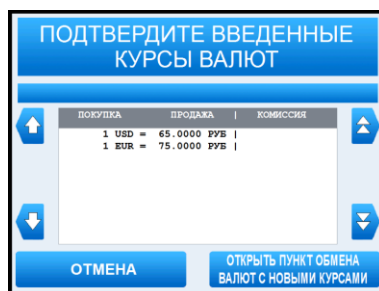 ПОДТВЕРДИТЕ ВВЕДЕННЫЕ
КУРСЫ ВАЛЮТ
ПОКУПКА ПРОДАЖА | КОМИССИЯ
1 USD = 65.0000 РУБ |
1 EUR = 75.0000 РУБ |
ОТМЕНА
ОТКРЫТЬ ПУНКТ ОБМЕНА
ВАЛЮТ С НОВЫМИ КУРСАМИ